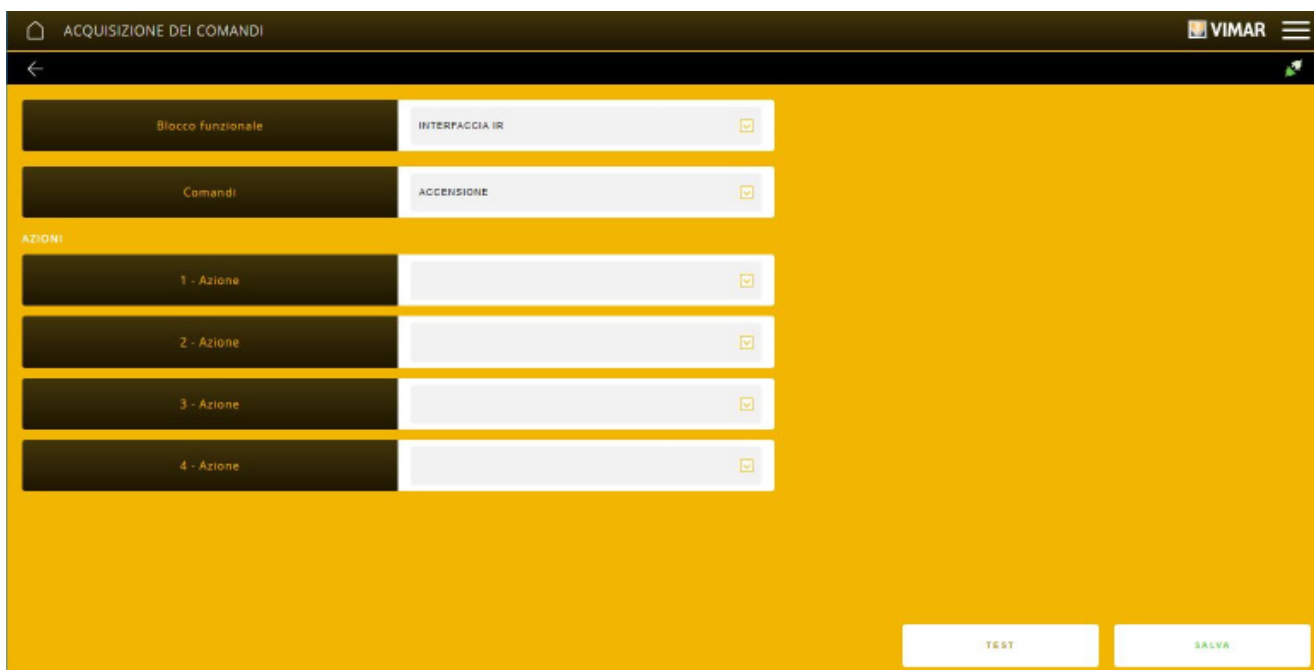 ACQUISIZIONE DEI COMANDI
VIMAR
Blocco funzionale
INTERFACCIA IR
Comandi
ACCENSIONE
AZIONI
1 - Azione
2 - Azione
3 - Azione
4 - Azione
TEST
SALVA